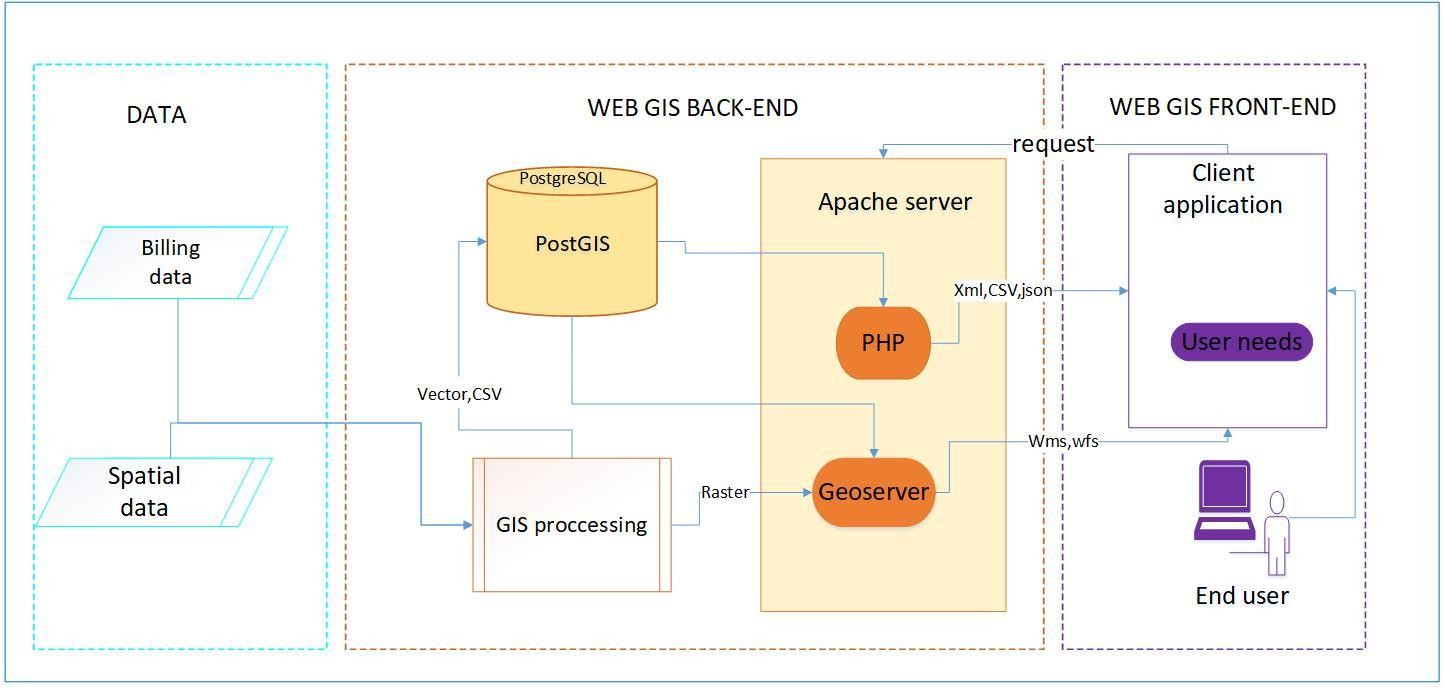 DATA
WEB GIS BACK-END
WEB GIS FRONT-END
request
PostgreSQL
PostGIS
Apache server
Client
application
Billing
data
Xml,CSV,json
PHP
User needs
Vector,CSV
Wms,wfs
Spatial
data
GIS proccessing
Raster
Geoserver
End user